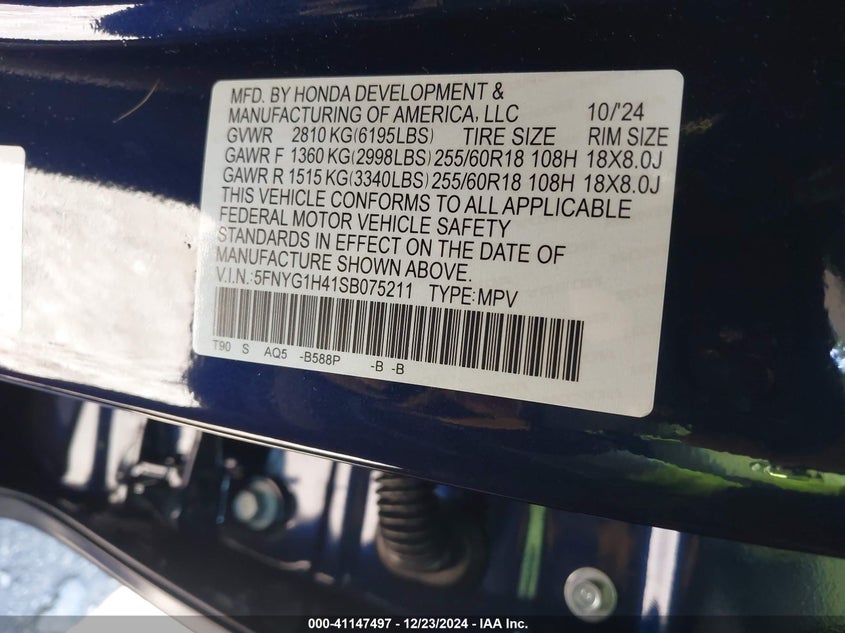 MFD. BY HONDA DEVELOPMENT &
MANUFACTURING OF AMERICA, LLC 10/'24
GVWR 2810 KG(6195LBS) TIRE SIZE RIM SIZE
GAWR F 1360 KG(2998LBS) 255/60R18 108H 18X8.0J
GAWR R 1515 KG(3340LBS) 255/60R18 108H 18X8.0J
THIS VEHICLE CONFORMS TO ALL APPLICABLE
FEDERAL MOTOR VEHICLE SAFETY
STANDARDS IN EFFECT ON THE DATE OF
MANUFACTURE SHOWN ABOVE.
V.I.N.:5FNYG1H41SB075211 TYPE:MPV
T90 S AQ5 -B588P -B -B
000-41147497 - 12/23/2024 - IAA Inc.